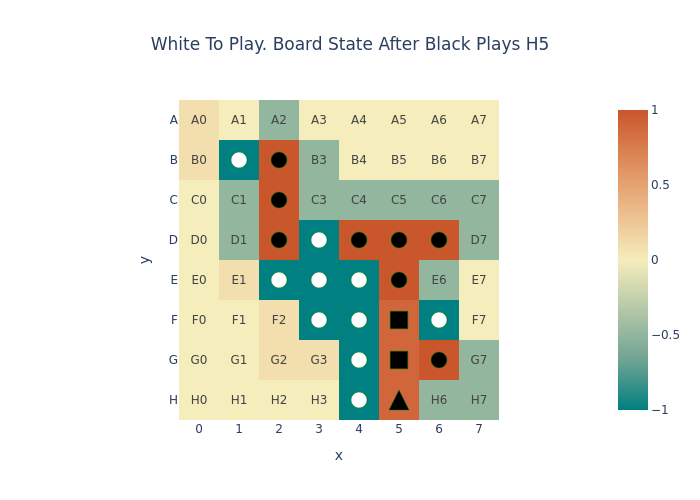 White To Play. Board State After Black Plays H5
A A0 A1 A2 A3 A4 A5 A6 A7
B B0 B3 B4 B5 B6 B7
C C0 C1 C3 C4 C5 C6 C7
D D0 D1 D7
E E0 E1 E6 E7
F F0 F1 F2 F7
G G0 G1 G2 G3 G7
H H0 H1 H2 H3 H6 H7
0 1 2 3 4 5 6 7
x
y
1
0.5
0
−0.5
−1